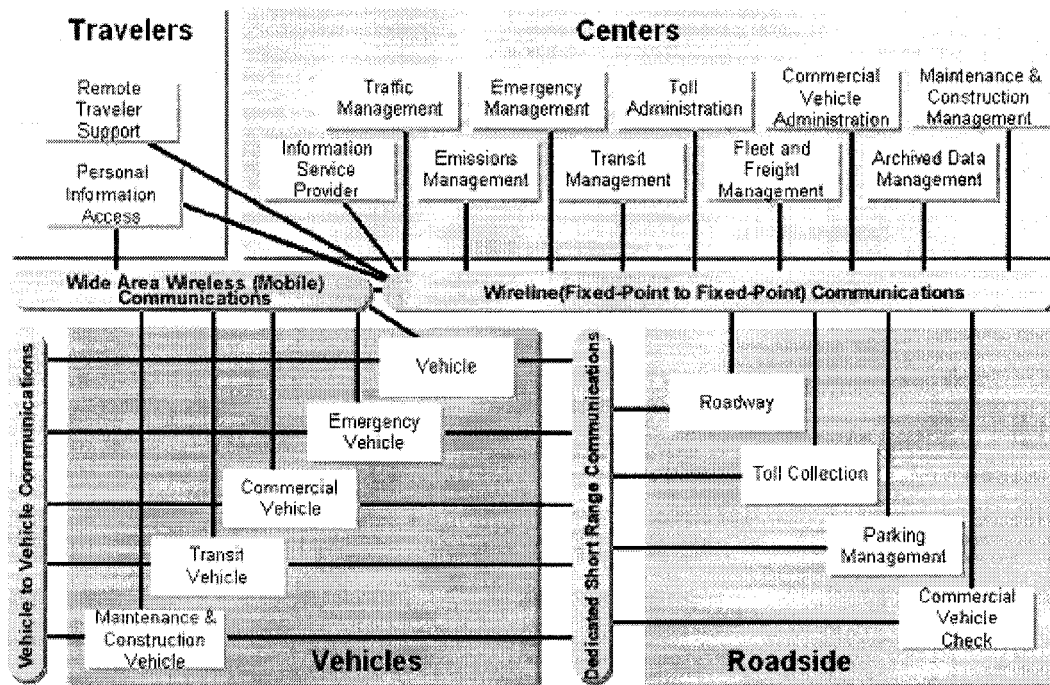 Travelers
Centers
Remote
Traveler
Support
Personal
Information
Access
Traffic
Management
Emergency
Management
Toll
Administration
Commercial
Vehicle
Administration
Maintenance &
Construction
Management
Information
Service
Provider
Emissions
Management
Transit
Management
Fleet and
Freight
Management
Archived Data
Management
Wide Area Wireless (Mobile)
Communications
Wireline(Fixed-Point to Fixed-Point) Communications
Vehicle to Vehicle Communications
Vehicle
Emergency
Vehicle
Commercial
Vehicle
Transit
Vehicle
Maintenance &
Construction
Vehicle
Vehicles
Dedicated Short Range Communications
Roadway
Toll Collection
Parking
Management
Commercial
Vehicle
Check
Roadside